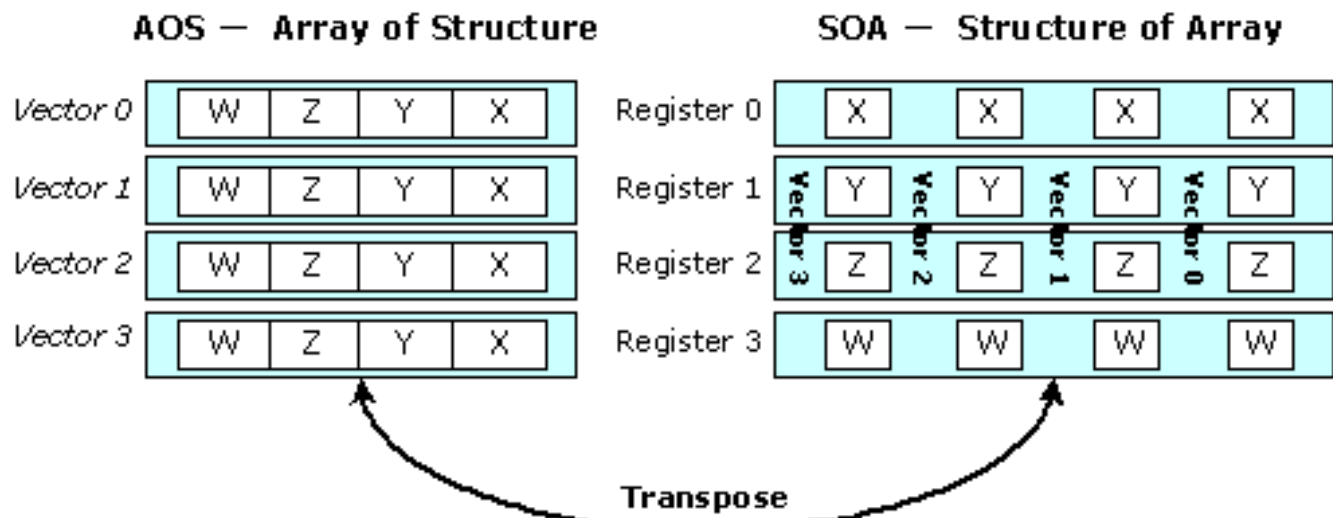 AOS — Array of Structure
SOA — Structure of Array
Vector 0 W Z Y X
Register 0 X X X X
Vector 1 W Z Y X
Register 1 Y Y Y Y
Vector 2 W Z Y X
Register 2 Z Z Z Z
Vector 3 W Z Y X
Register 3 W W W W
Vector 3
Vector 2
Vector 1
Vector 0
Transpose